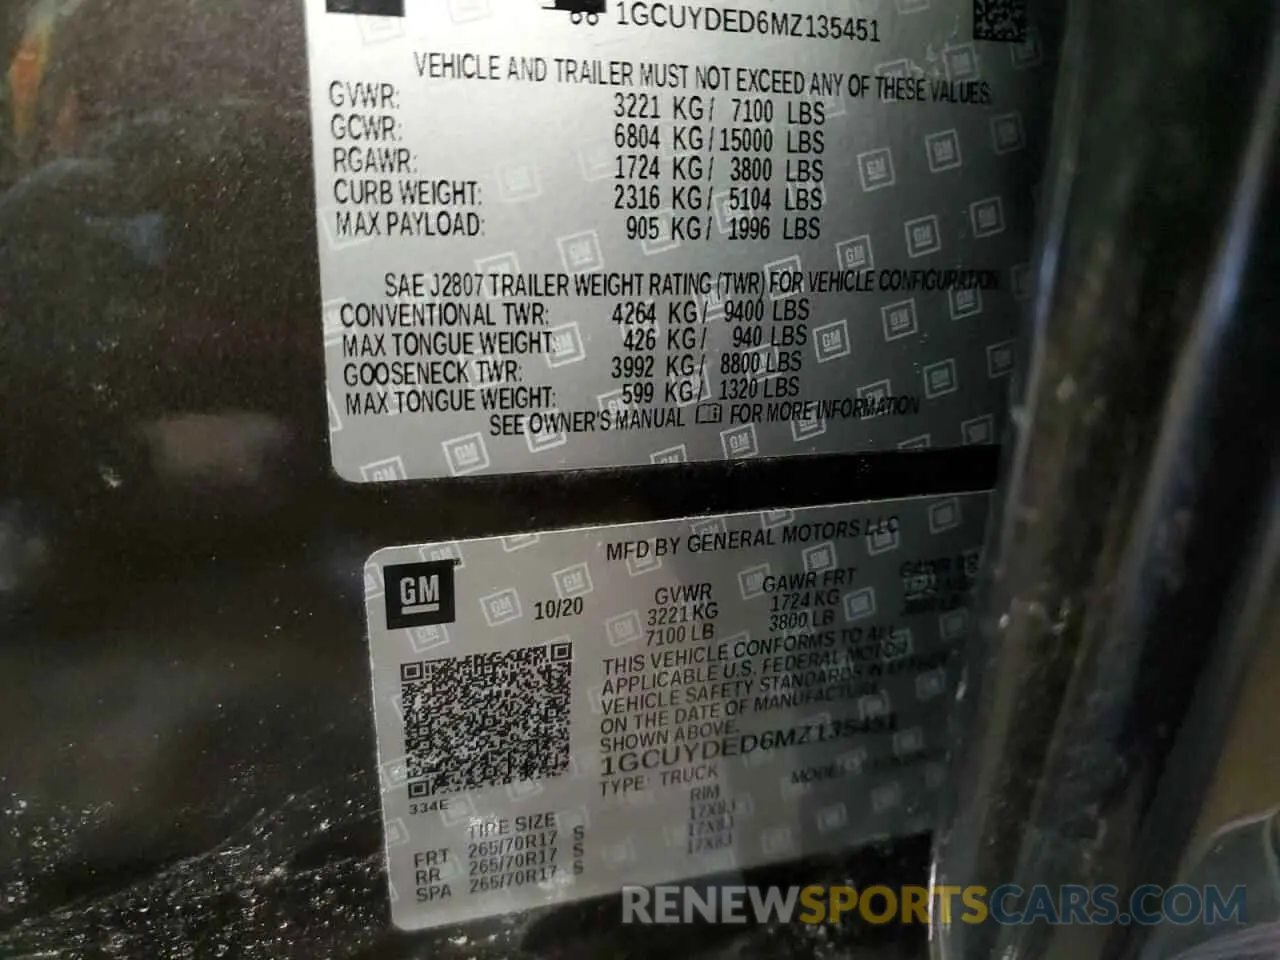 1GCUYDED6MZ135451
VEHICLE AND TRAILER MUST NOT EXCEED ANY OF THESE VALUES.
GVWR: 3221 KG/ 7100 LBS
GCWR: 6804 KG/15000 LBS
RGAWR: 1724 KG/ 3800 LBS
CURB WEIGHT: 2316 KG/ 5104 LBS
MAX PAYLOAD: 905 KG/ 1996 LBS
SAE J2807 TRAILER WEIGHT RATING (TWR) FOR VEHICLE CONFIGURATION
CONVENTIONAL TWR: 4264 KG/ 9400 LBS
MAX TONGUE WEIGHT: 426 KG/ 940 LBS
GOOSENECK TWR: 3992 KG/ 8800 LBS
MAX TONGUE WEIGHT: 599 KG/ 1320 LBS
SEE OWNER'S MANUAL FOR MORE INFORMATION
MFD BY GENERAL MOTORS LLC
GM
10/20
GVWR GAWR FRT GAWR RR
3221 KG 1724 KG
7100 LB 3800 LB
THIS VEHICLE CONFORMS TO ALL
APPLICABLE U.S. FEDERAL MOTOR
VEHICLE SAFETY STANDARDS IN EFFECT
ON THE DATE OF MANUFACTURE
SHOWN ABOVE.
1GCUYDED6MZ135451
TYPE: TRUCK MODEL:
334E
TIRE SIZE RIM
FRT 265/70R17 S 17X8J
RR 265/70R17 S 17X8J
SPA 265/70R17 S 17X8J
RENEWSPORTSCARS.COM